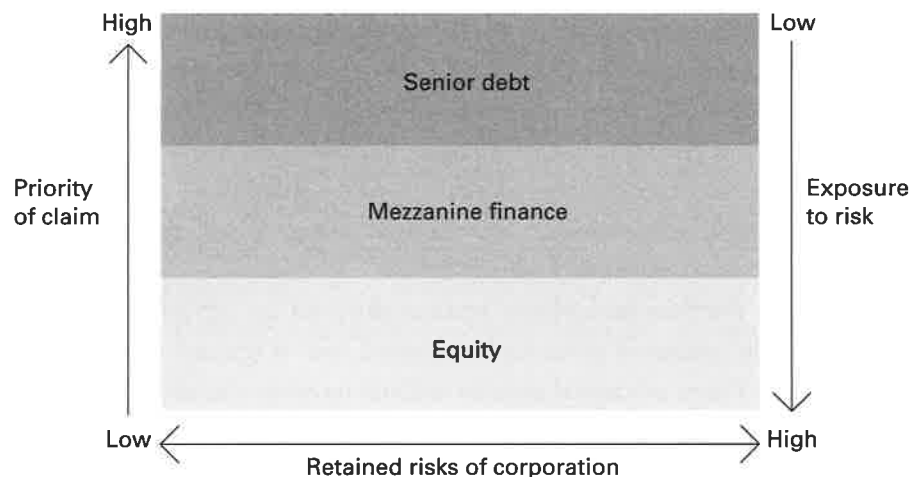 High
Low
Senior debt
Priority
of claim
Mezzanine finance
Exposure
to risk
Equity
Low
High
Retained risks of corporation